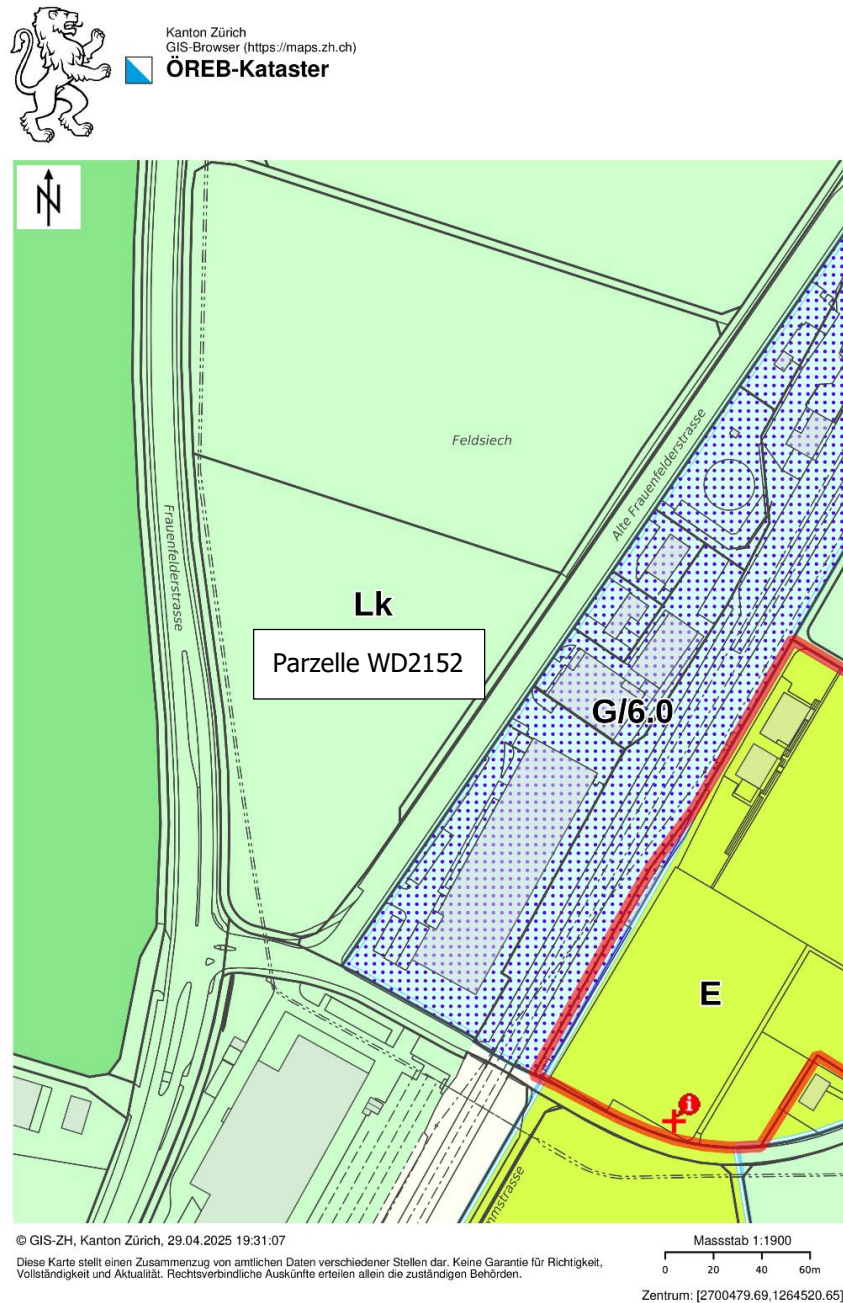 Kanton Zürich
GIS-Browser (https://maps.zh.ch)
ÖREB-Kataster
N
Feldsiech
Alte Frauenfelderstrasse
Frauenfelderstrasse
Lk
Parzelle WD2152
G/6.0
E
i
mmstrasse
© GIS-ZH, Kanton Zürich, 29.04.2025 19:31:07
Diese Karte stellt einen Zusammenzug von amtlichen Daten verschiedener Stellen dar. Keine Garantie für Richtigkeit,
Vollständigkeit und Aktualität. Rechtsverbindliche Auskünfte erteilen allein die zuständigen Behörden.
Massstab 1:1900
0 20 40 60m
Zentrum: [2700479.69,1264520.65]